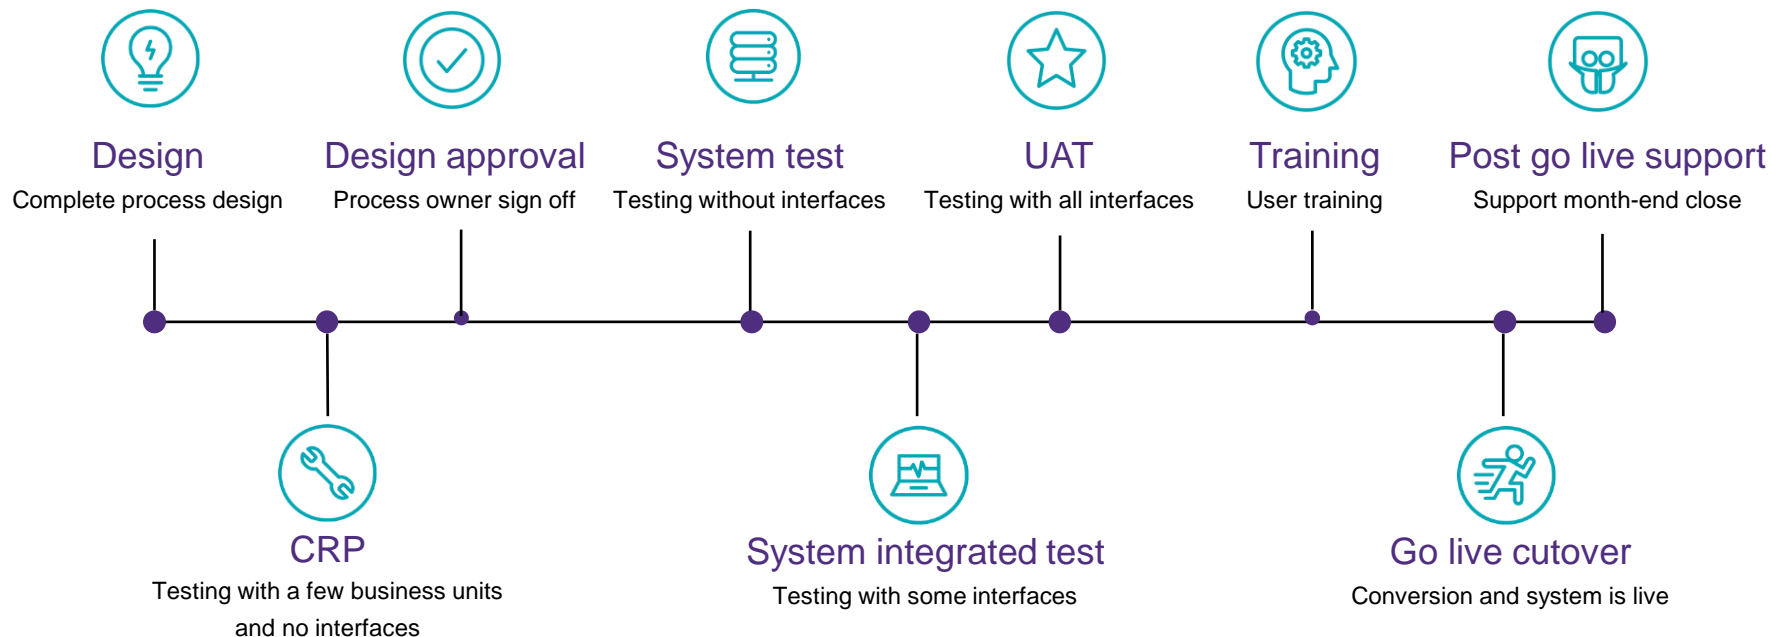 Design
Complete process design
Design approval
Process owner sign off
System test
Testing without interfaces
UAT
Testing with all interfaces
Training
User training
Post go live support
Support month-end close
CRP
Testing with a few business units
and no interfaces
System integrated test
Testing with some interfaces
Go live cutover
Conversion and system is live